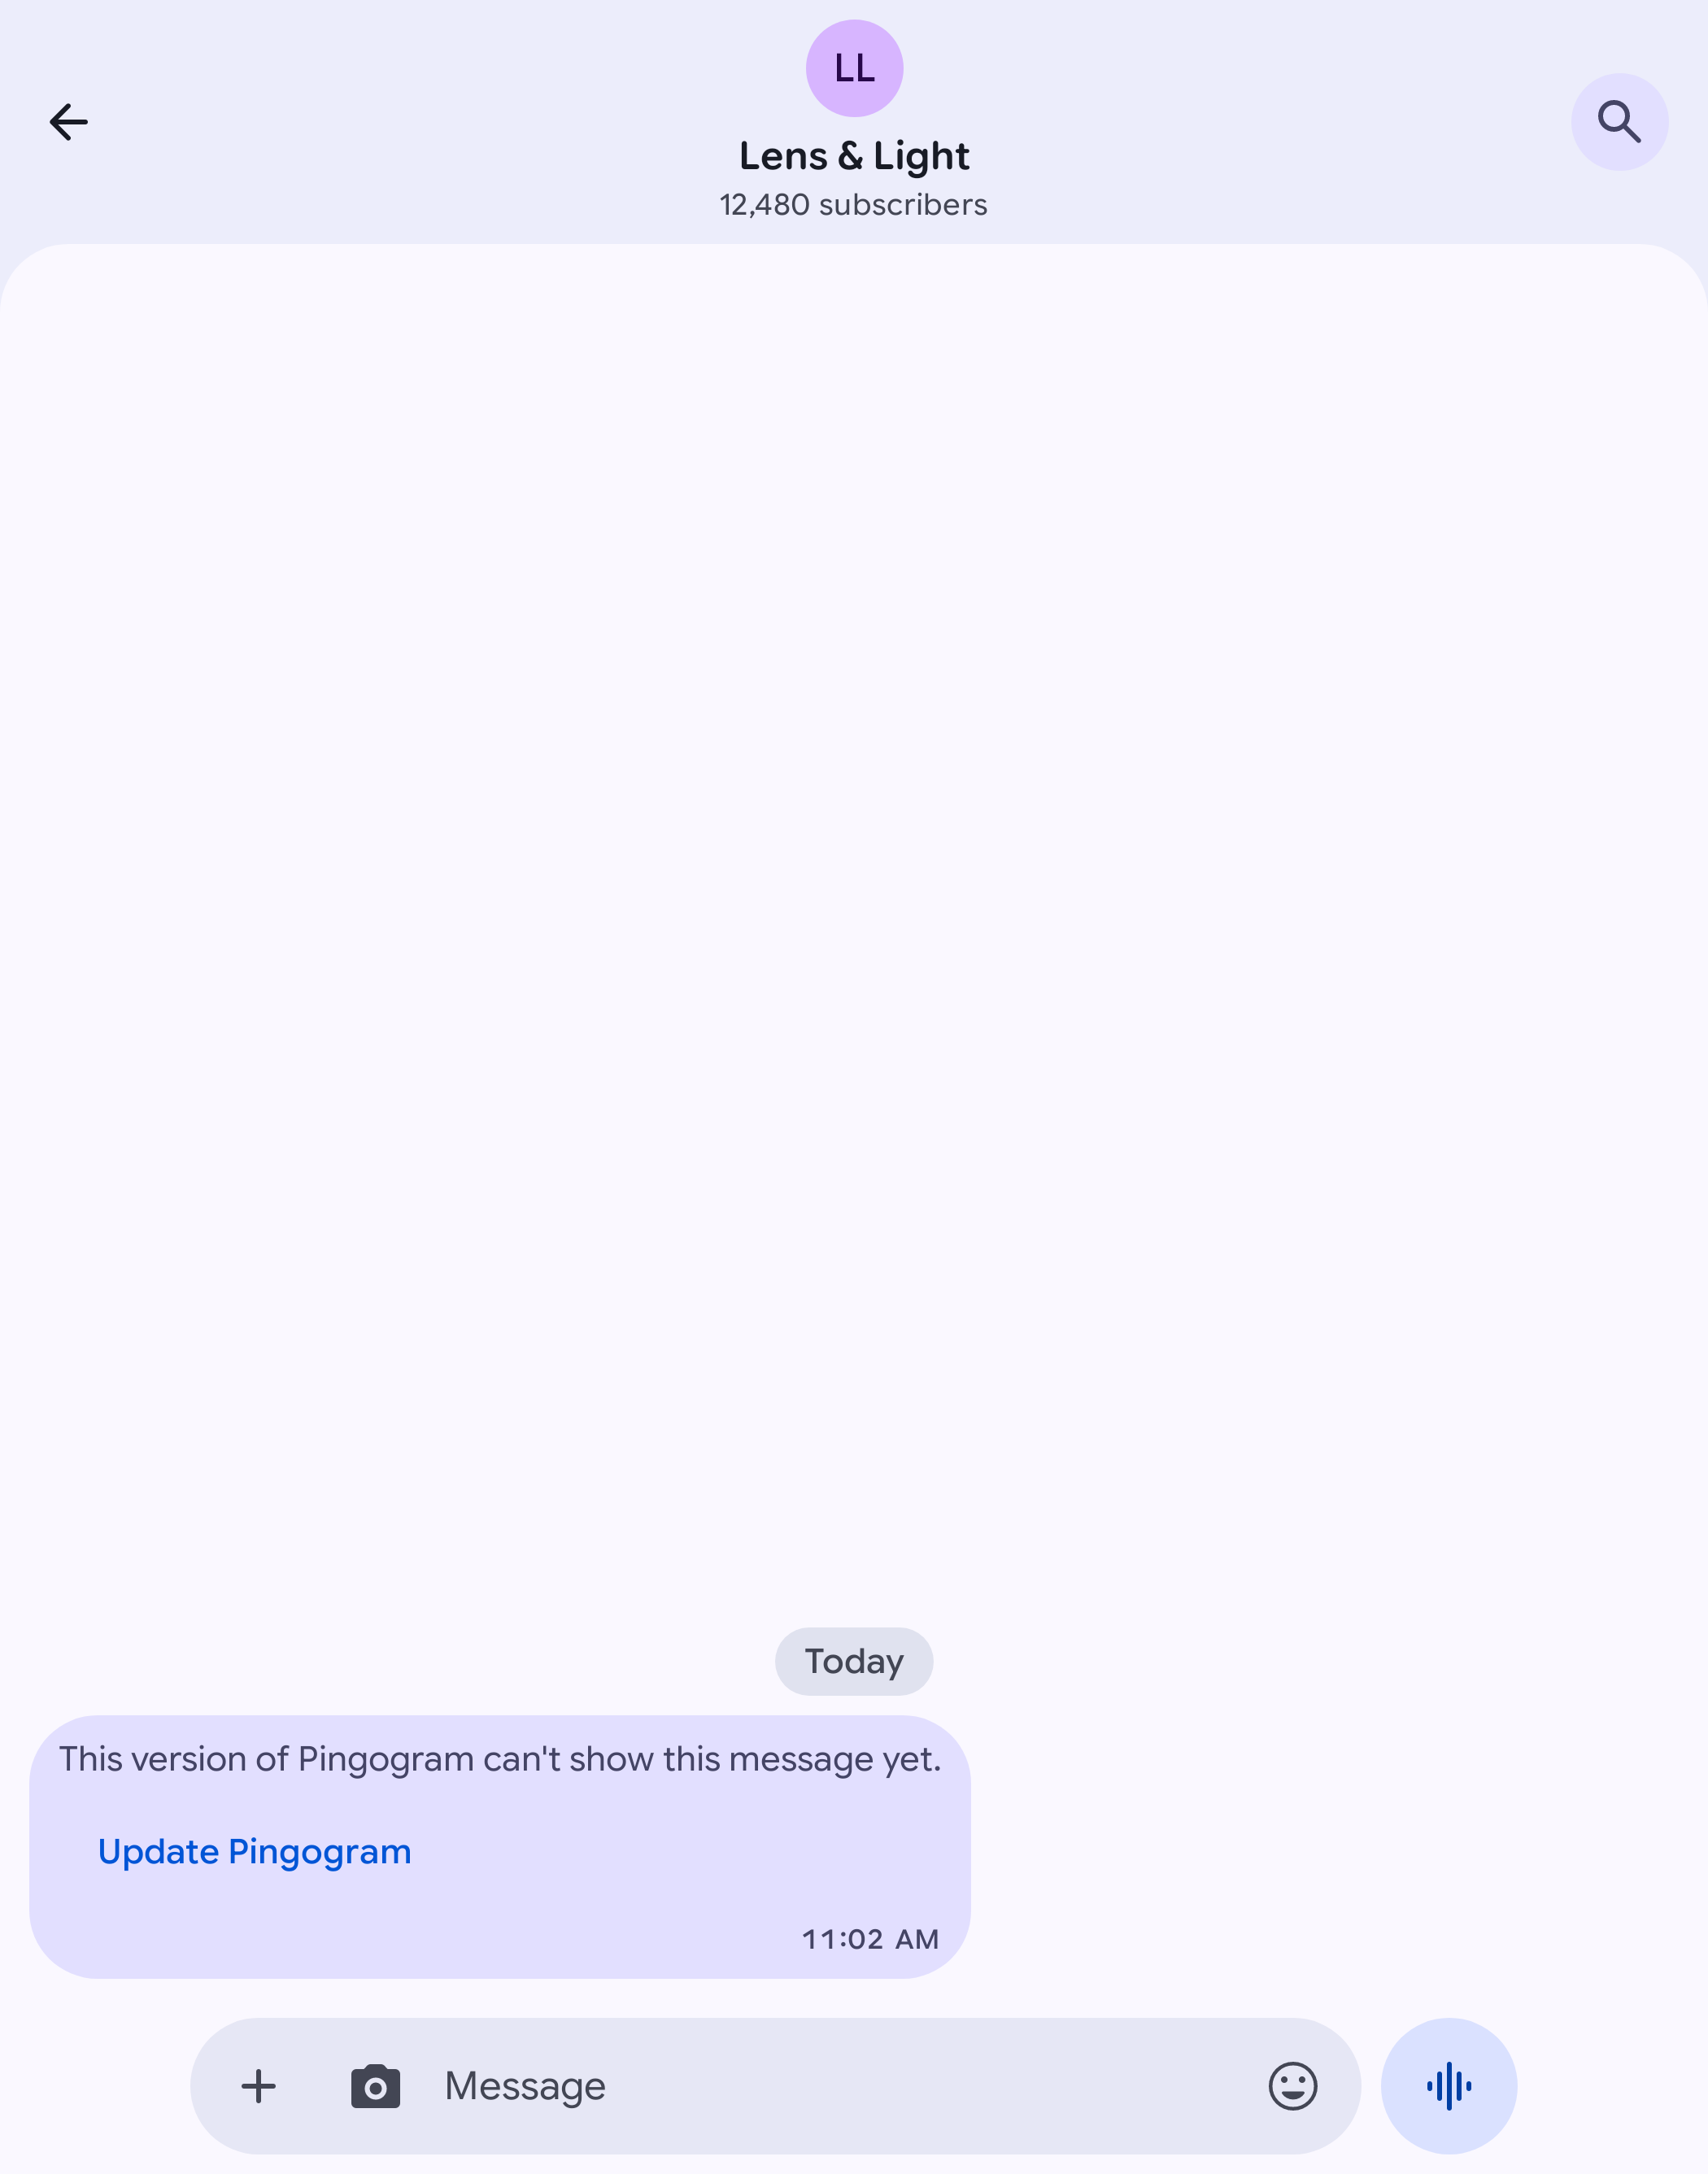 LL
Lens & Light
12,480 subscribers
Today
This version of Pingogram can't show this message yet.
Update Pingogram
11:02 AM
Message